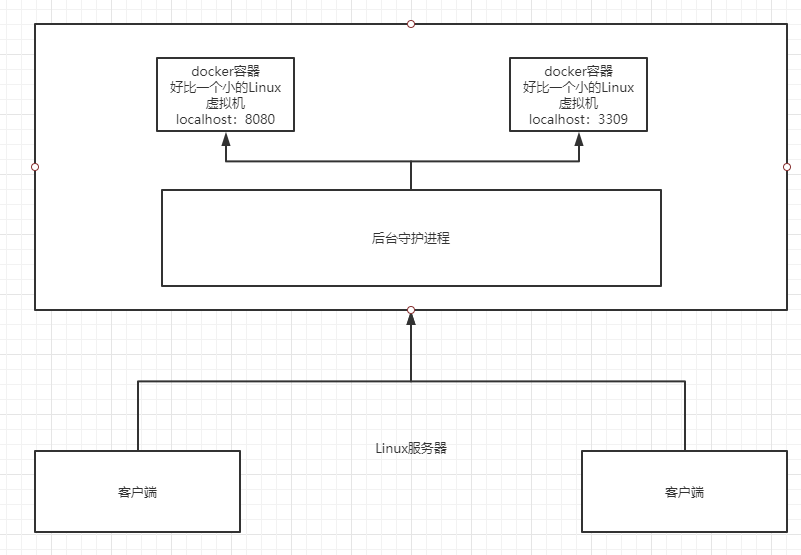 docker容器
好比一个小的Linux
虚拟机
localhost：8080
docker容器
好比一个小的Linux
虚拟机
localhost：3309
后台守护进程
Linux服务器
客户端
客户端